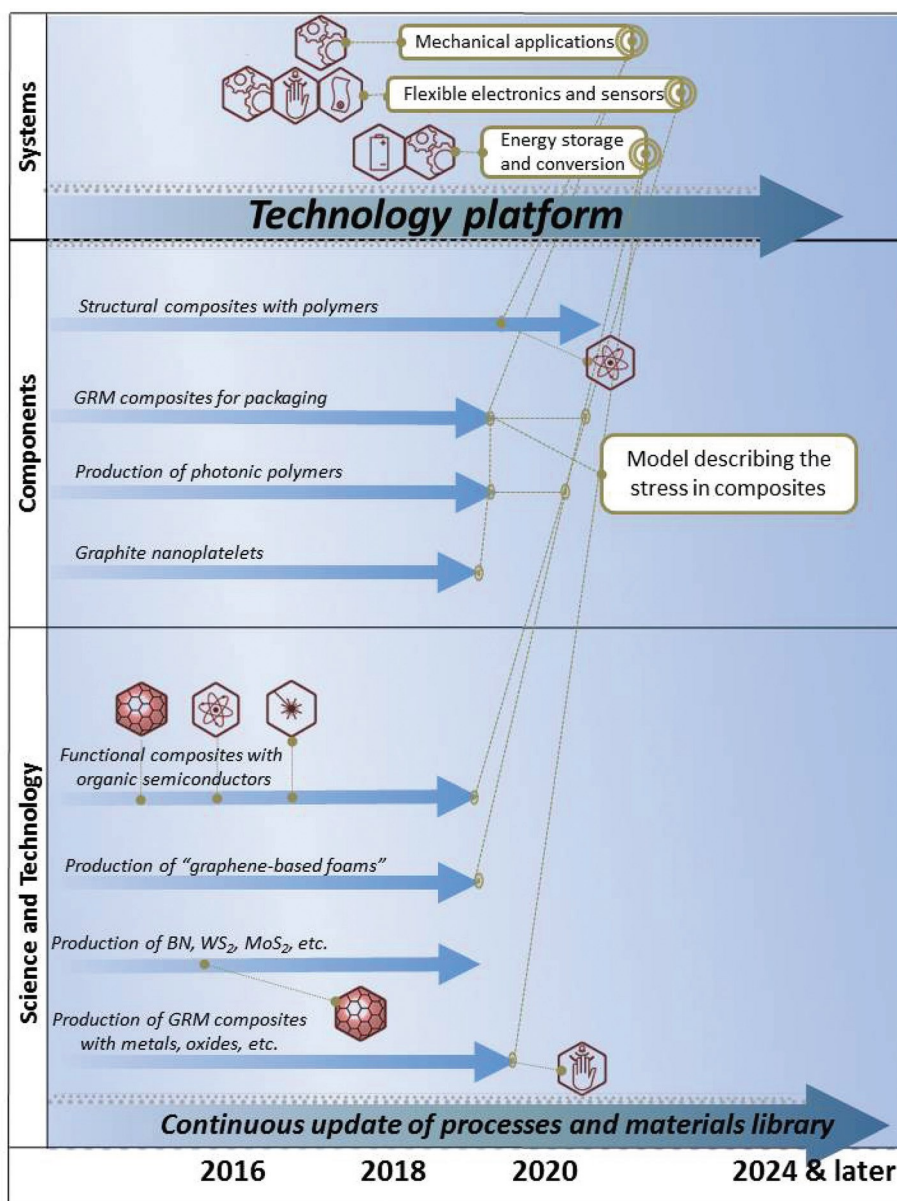 Systems
Mechanical applications
Flexible electronics and sensors
Energy storage
and conversion
Technology platform
Components
Structural composites with polymers
GRM composites for packaging
Production of photonic polymers
Model describing the
stress in composites
Graphite nanoplatelets
Science and Technology
Functional composites with
organic semiconductors
Production of “graphene-based foams”
Production of BN, WS₂, MoS₂, etc.
Production of GRM composites
with metals, oxides, etc.
Continuous update of processes and materials library
2016 2018 2020 2024 & later